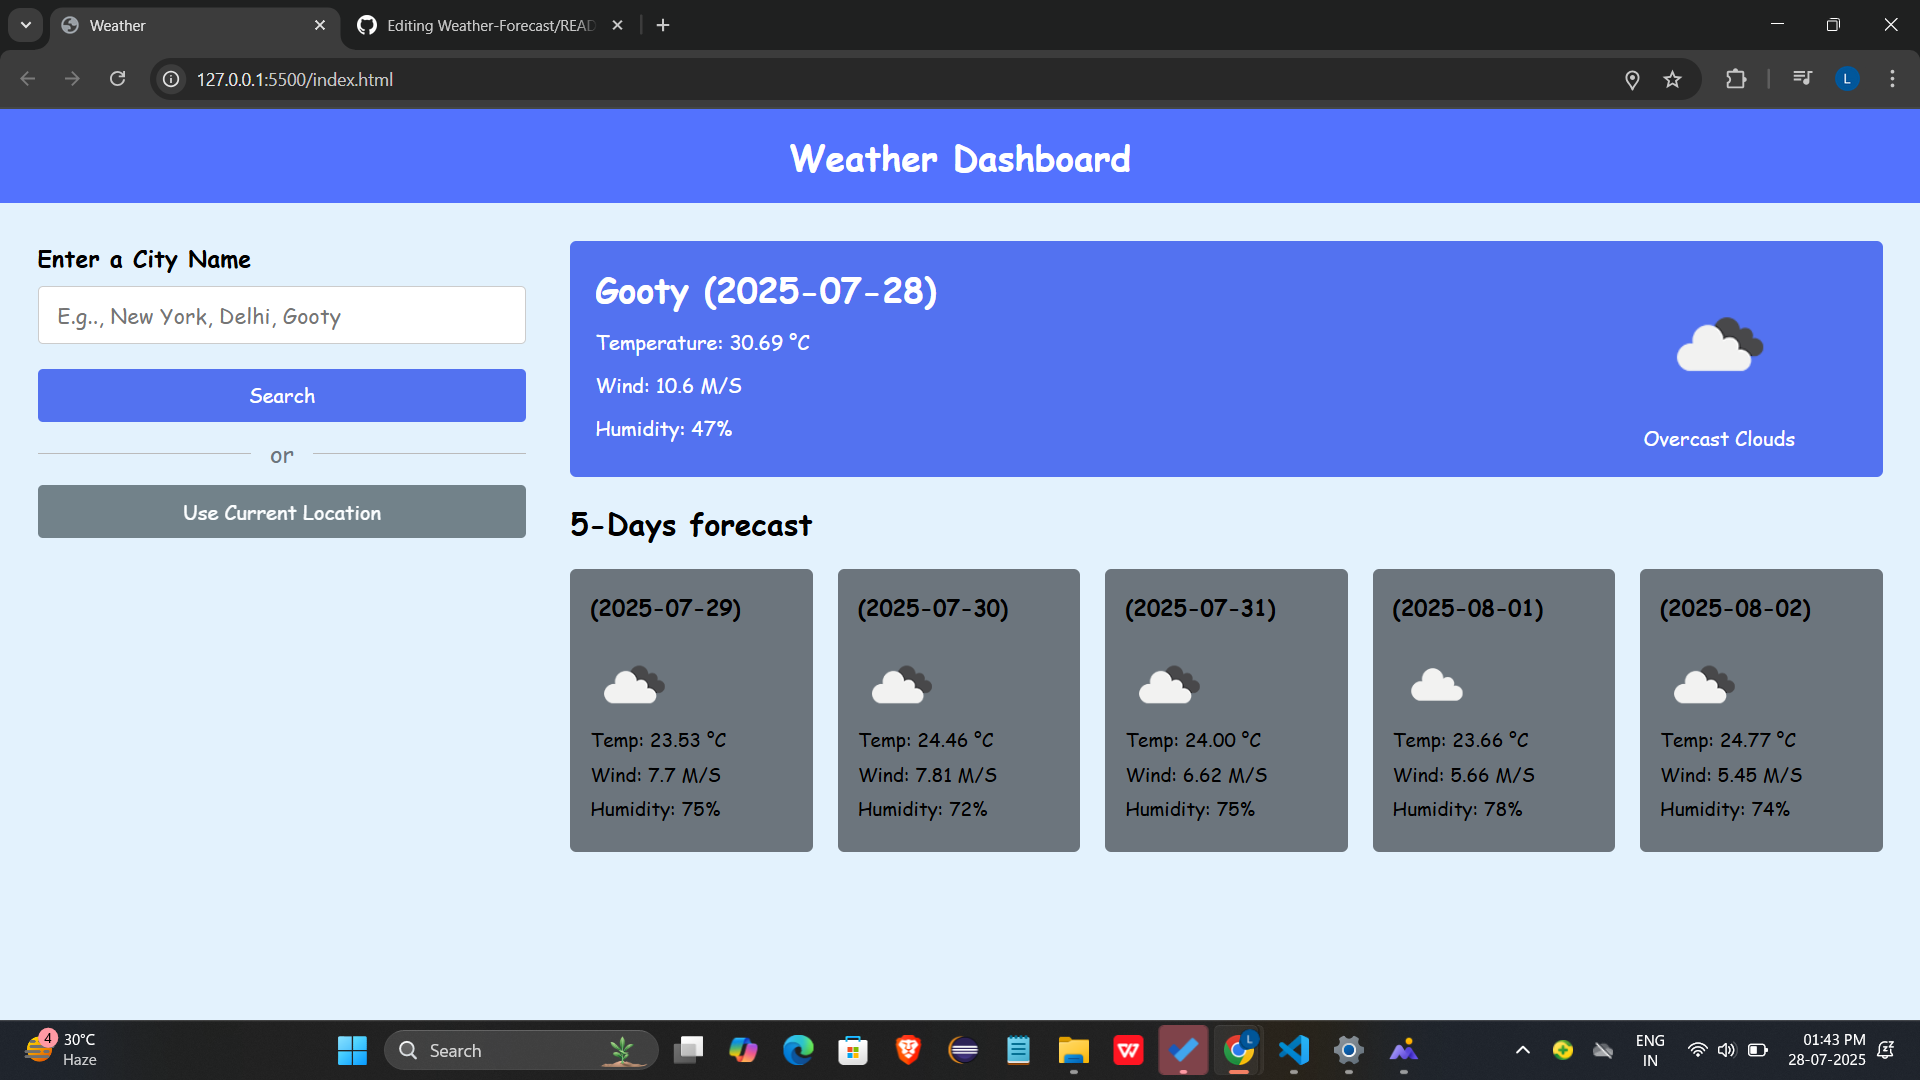 Weather
Editing Weather-Forecast/READ
127.0.0.1:5500/index.html
L
Weather Dashboard
Enter a City Name
E.g.., New York, Delhi, Gooty
Search
or
Use Current Location
Gooty (2025-07-28)
Temperature: 30.69 °C
Wind: 10.6 M/S
Humidity: 47%
Overcast Clouds
5-Days forecast
(2025-07-29)
Temp: 23.53 °C
Wind: 7.7 M/S
Humidity: 75%
(2025-07-30)
Temp: 24.46 °C
Wind: 7.81 M/S
Humidity: 72%
(2025-07-31)
Temp: 24.00 °C
Wind: 6.62 M/S
Humidity: 75%
(2025-08-01)
Temp: 23.66 °C
Wind: 5.66 M/S
Humidity: 78%
(2025-08-02)
Temp: 24.77 °C
Wind: 5.45 M/S
Humidity: 74%
4
30°C
Haze
Search
W
L
ENG
IN
01:43 PM
28-07-2025